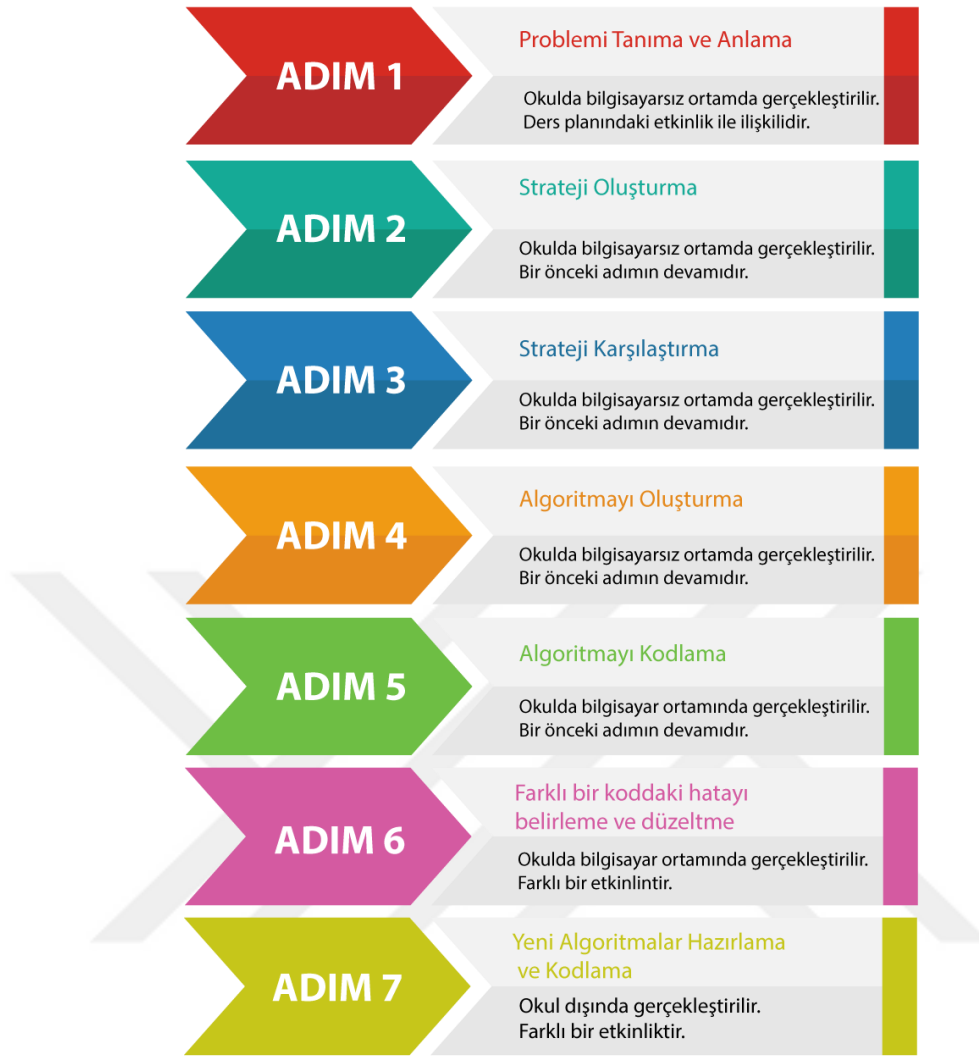 ADIM 1
Problemi Tanıma ve Anlama
Okulda bilgisayarsız ortamda gerçekleştirilir.
Ders planındaki etkinlik ile ilişkilidir.
ADIM 2
Strateji Oluşturma
Okulda bilgisayarsız ortamda gerçekleştirilir.
Bir önceki adımın devamıdır.
ADIM 3
Strateji Karşılaştırma
Okulda bilgisayarsız ortamda gerçekleştirilir.
Bir önceki adımın devamıdır.
ADIM 4
Algoritmayı Oluşturma
Okulda bilgisayarsız ortamda gerçekleştirilir.
Bir önceki adımın devamıdır.
ADIM 5
Algoritmayı Kodlama
Okulda bilgisayar ortamında gerçekleştirilir.
Bir önceki adımın devamıdır.
ADIM 6
Farklı bir koddaki hatayı
belirleme ve düzeltme
Okulda bilgisayar ortamında gerçekleştirilir.
Farklı bir etkinlintir.
ADIM 7
Yeni Algoritmalar Hazırlama
ve Kodlama
Okul dışında gerçekleştirilir.
Farklı bir etkinliktir.